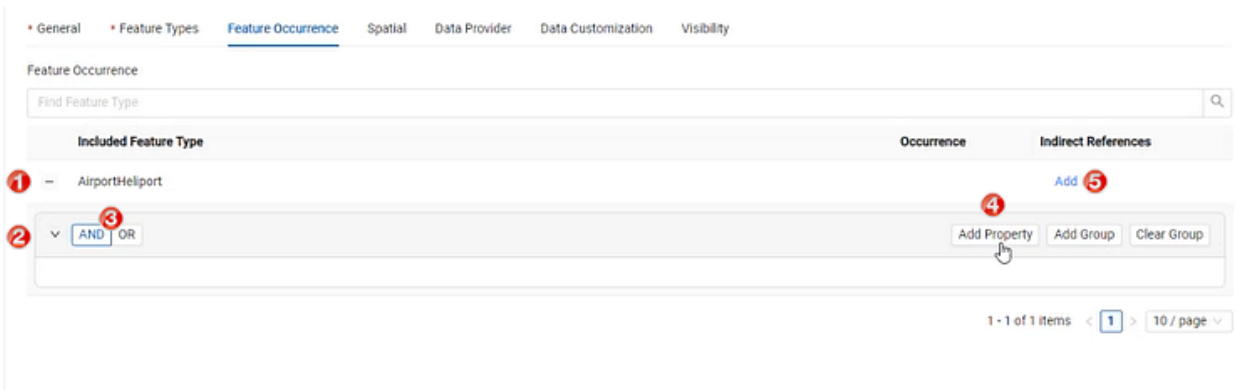 * General * Feature Types Feature Occurrence Spatial Data Provider Data Customization Visibility
Feature Occurrence
Find Feature Type
Included Feature Type Occurrence Indirect References
1 − AirportHeliport Add 5
3 4
2 AND OR Add Property Add Group Clear Group
1 - 1 of 1 items < 1 > 10 / page